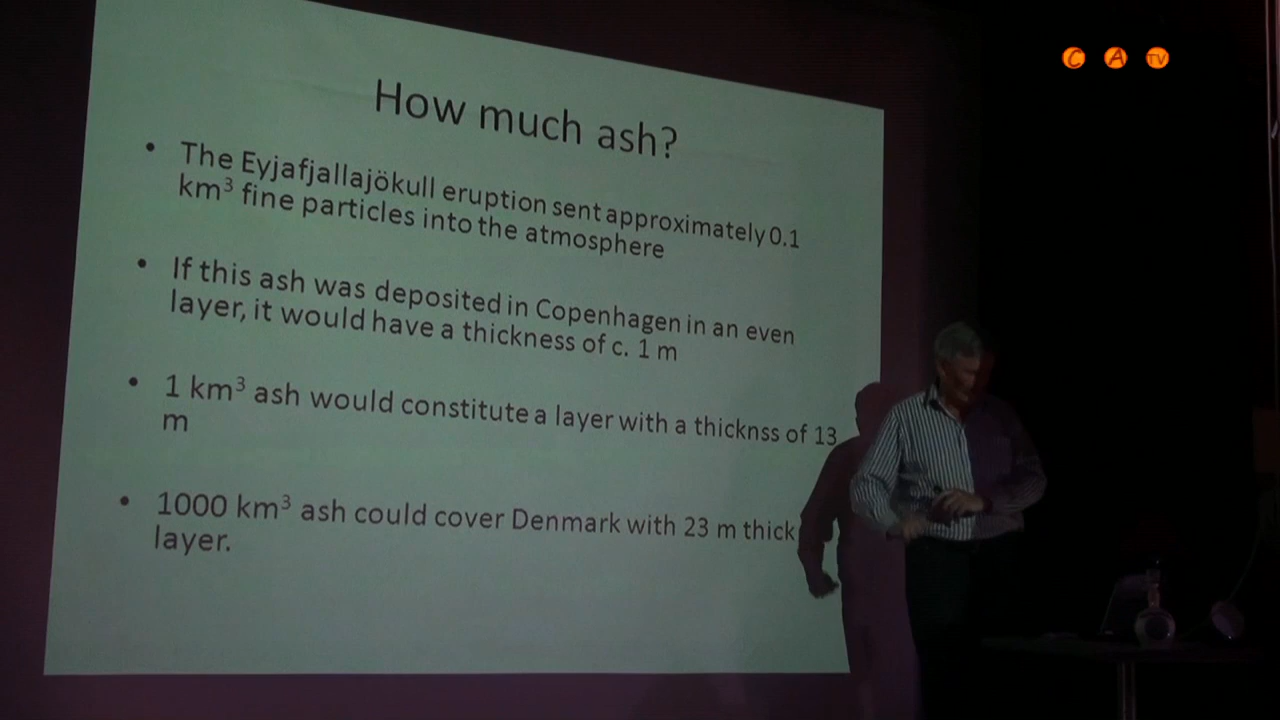 C A TV
How much ash?
• The Eyjafjallajökull eruption sent approximately 0.1
km³ fine particles into the atmosphere
• If this ash was deposited in Copenhagen in an even
layer, it would have a thickness of c. 1 m
• 1 km³ ash would constitute a layer with a thicknss of 13
m
• 1000 km³ ash could cover Denmark with 23 m thick
layer.